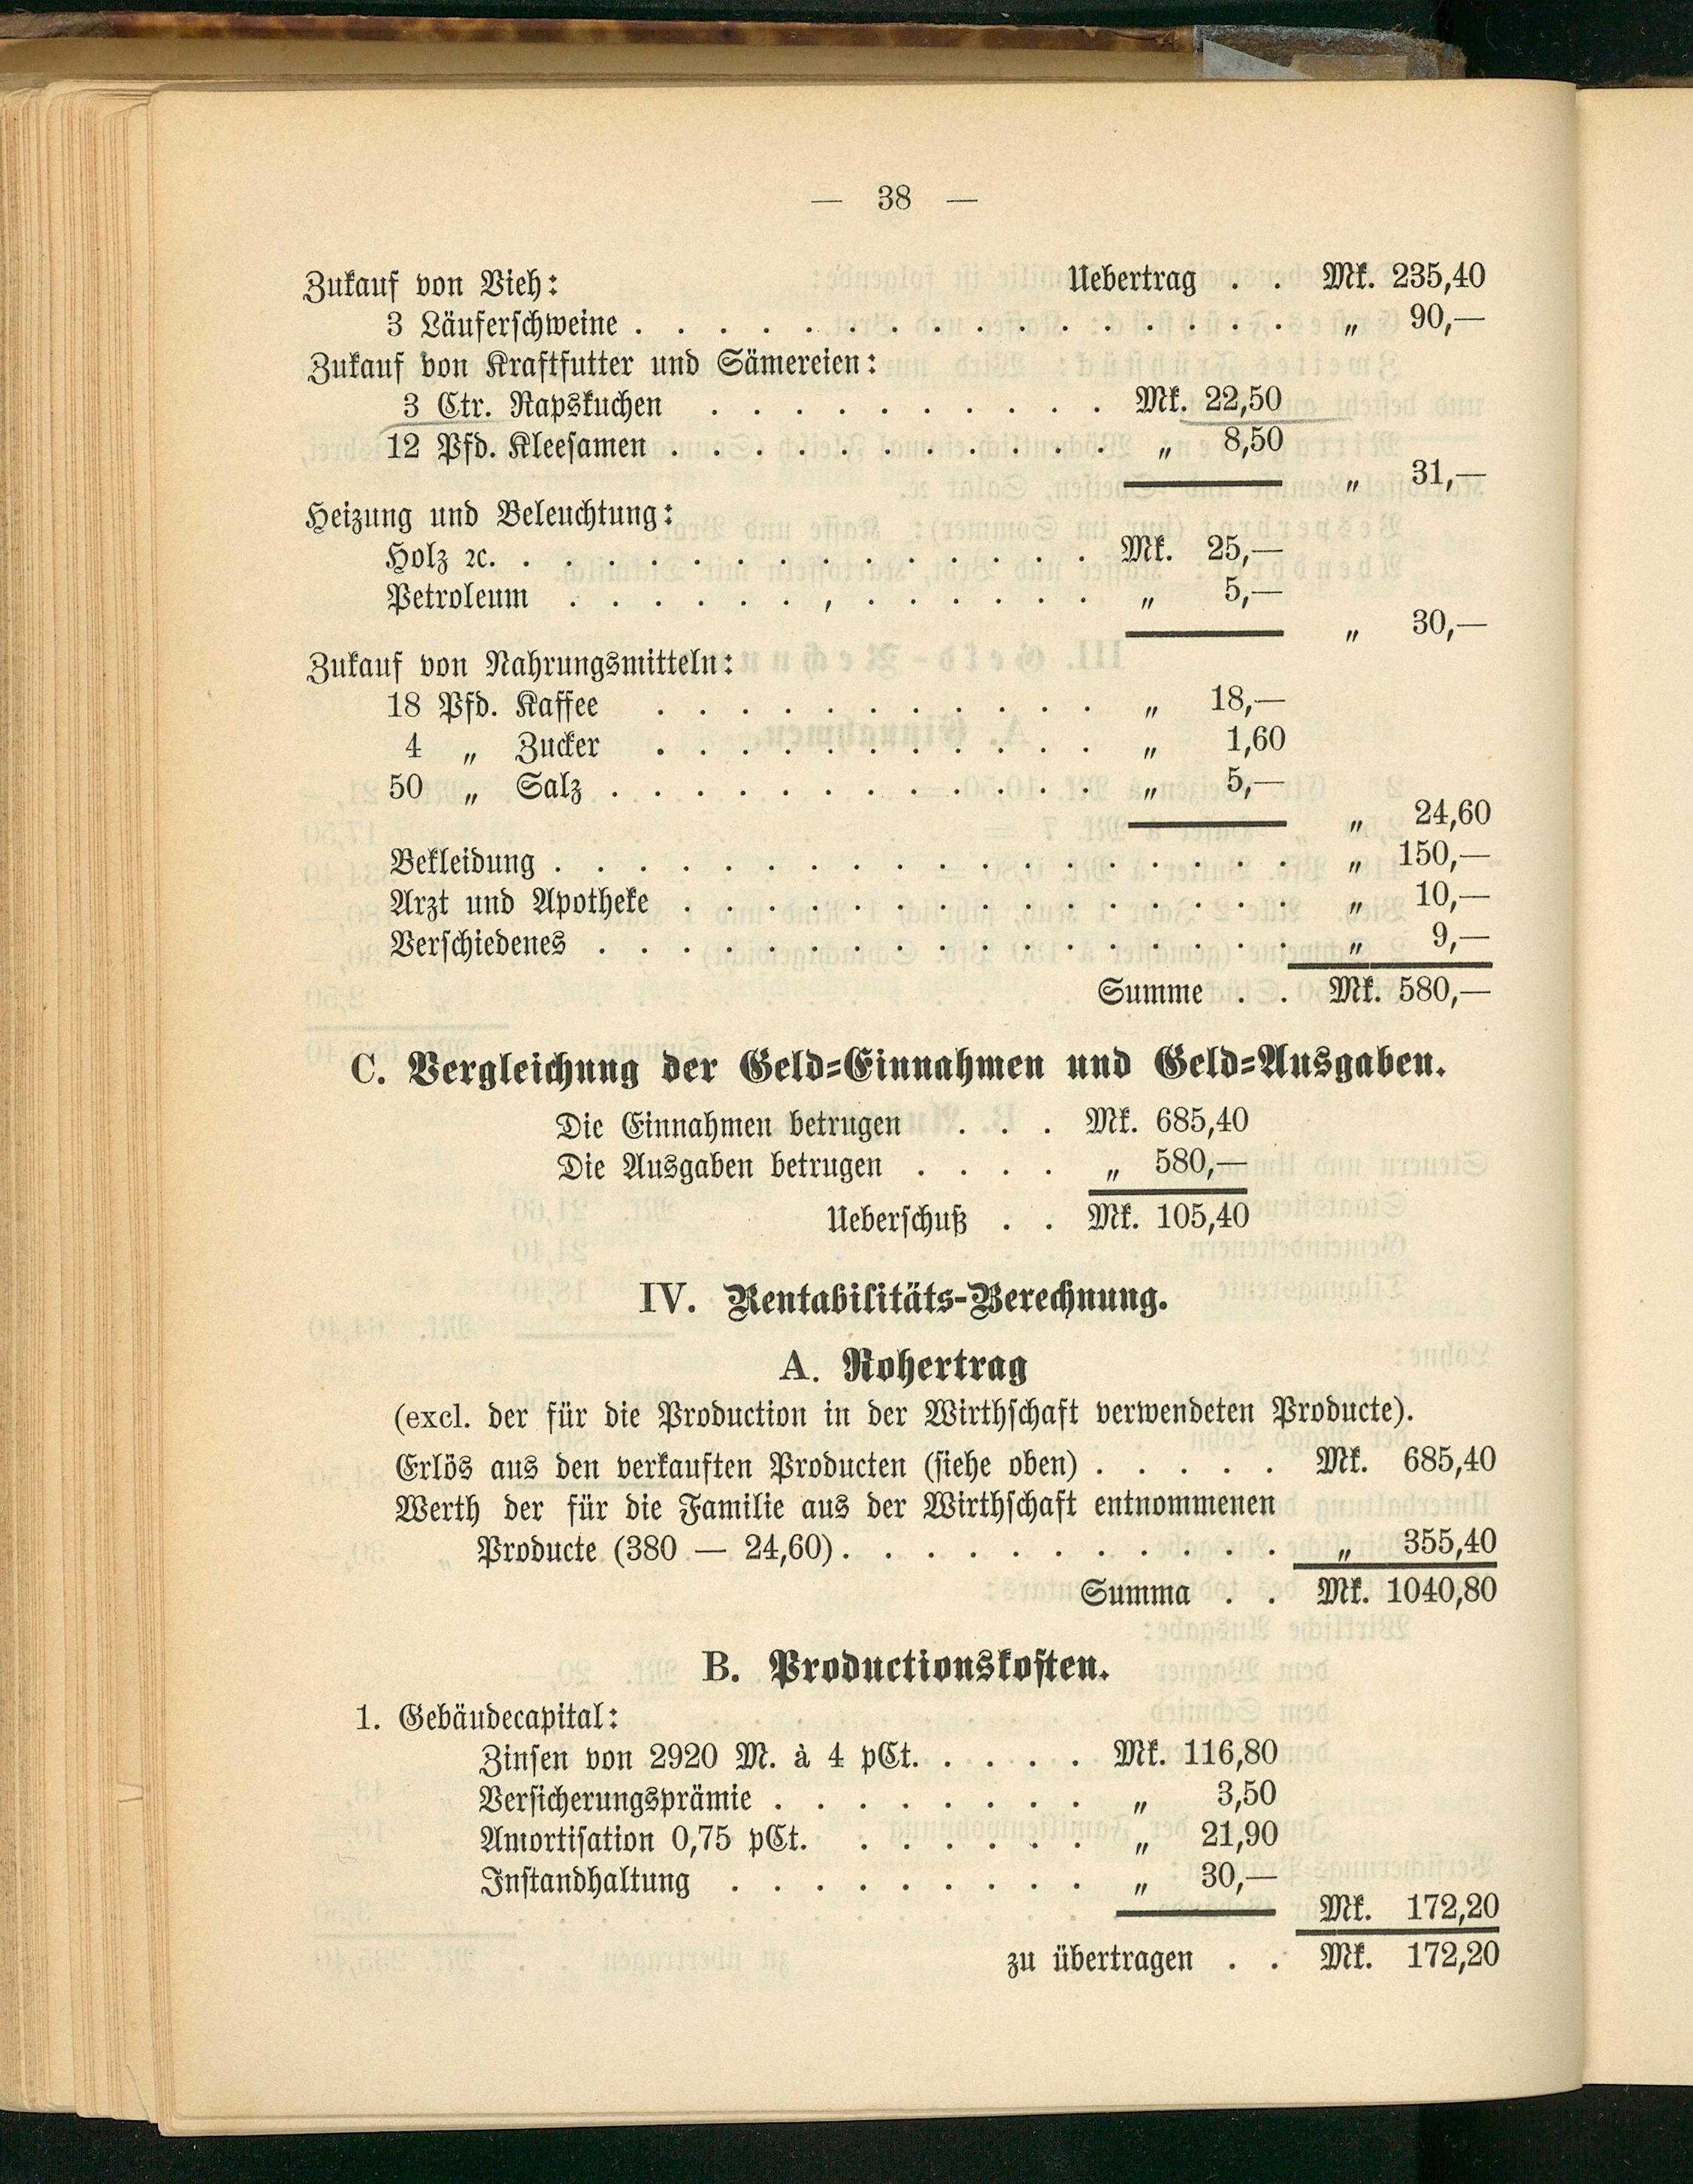 — 38 —
Zukauf von Vieh: Uebertrag . . Mk. 235,40
3 Läuferschweine . . . . . . . . . . . . . . . . „ 90,—
Zukauf von Kraftfutter und Sämereien:
3 Ctr. Rapskuchen . . . . . . . . . . Mk. 22,50
12 Pfd. Kleesamen . . . . . . . . . . . „ 8,50
„ 31,—
Heizung und Beleuchtung:
Holz ꝛc. . . . . . . . . . . . . . . . Mk. 25,—
Petroleum . . . . . . , . . . . . . „ 5,—
„ 30,—
Zukauf von Nahrungsmitteln:
18 Pfd. Kaffee . . . . . . . . . . . „ 18,—
4 „ Zucker . . . . . . . . . . . „ 1,60
50 „ Salz . . . . . . . . . . . . „ 5,—
„ 24,60
Bekleidung . . . . . . . . . . . . . . . . . . „ 150,—
Arzt und Apotheke . . . . . . . . . . . . . . . „ 10,—
Verschiedenes . . . . . . . . . . . . . . . . . „ 9,—
Summe . . Mk. 580,—
C. Vergleichung der Geld=Einnahmen und Geld=Ausgaben.
Die Einnahmen betrugen . . . Mk. 685,40
Die Ausgaben betrugen . . . . „ 580,—
Ueberschuß . . Mk. 105,40
IV. Rentabilitäts-Berechnung.
A. Rohertrag
(excl. der für die Production in der Wirthschaft verwendeten Producte).
Erlös aus den verkauften Producten (siehe oben) . . . . . Mk. 685,40
Werth der für die Familie aus der Wirthschaft entnommenen
Producte (380 — 24,60) . . . . . . . . . . . „ 355,40
Summa . . Mk. 1040,80
B. Productionskosten.
1. Gebäudecapital:
Zinsen von 2920 M. à 4 pCt. . . . . Mk. 116,80
Versicherungsprämie . . . . . . . . „ 3,50
Amortisation 0,75 pCt. . . . . . . „ 21,90
Instandhaltung . . . . . . . . . „ 30,—
Mk. 172,20
zu übertragen . . Mk. 172,20